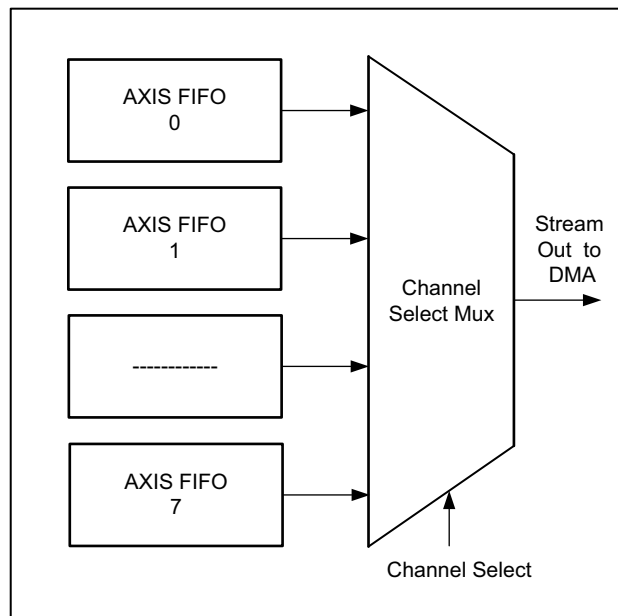 AXIS FIFO
0
AXIS FIFO
1
------------
AXIS FIFO
7
Channel
Select Mux
Stream
Out to
DMA
Channel Select